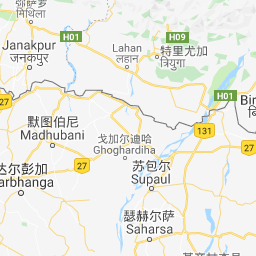 मिथिला
H01
H09
Lahan
लहान
特里尤加
त्रियुगा
Janakpur
जनकपुर
H01
Bir
27
131
默图伯尼
Madhubani
戈加尔迪哈
Ghoghardiha
27
达尔彭加
arbhanga
苏包尔
Supaul
瑟赫尔萨
Saharsa